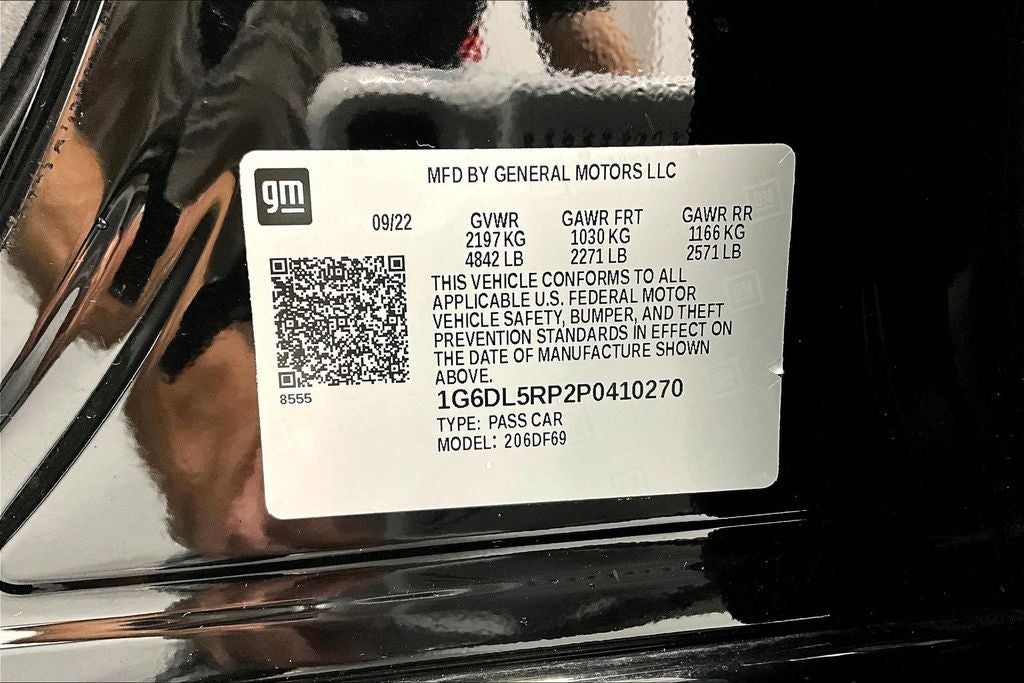 gm
MFD BY GENERAL MOTORS LLC
09/22
GVWR
2197 KG
4842 LB
GAWR FRT
1030 KG
2271 LB
GAWR RR
1166 KG
2571 LB
THIS VEHICLE CONFORMS TO ALL
APPLICABLE U.S. FEDERAL MOTOR
VEHICLE SAFETY, BUMPER, AND THEFT
PREVENTION STANDARDS IN EFFECT ON
THE DATE OF MANUFACTURE SHOWN
ABOVE.
8555
1G6DL5RP2P0410270
TYPE: PASS CAR
MODEL: 206DF69